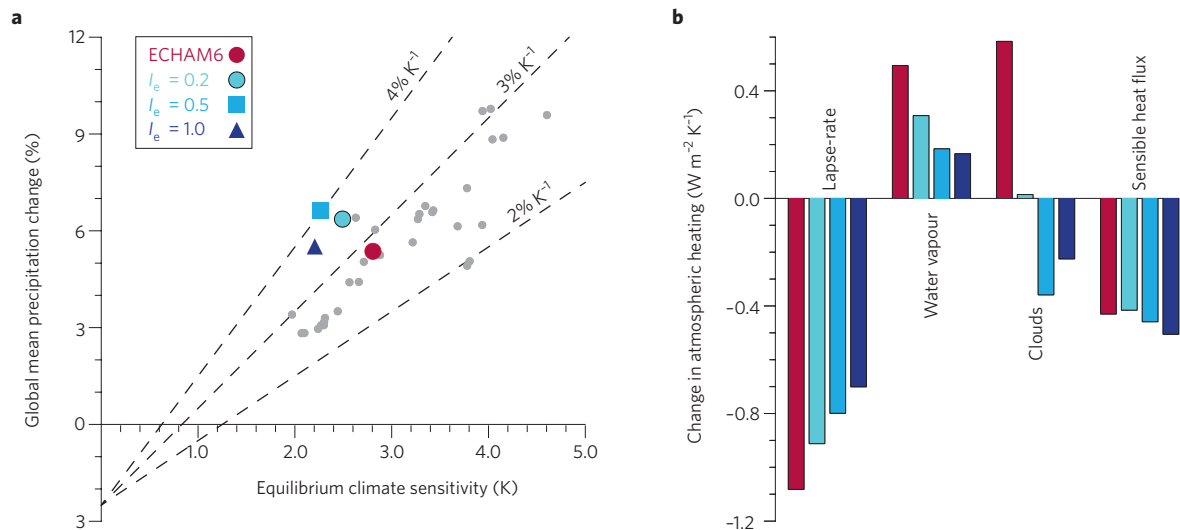 a
12
9
6
3
0
3
Global mean precipitation change (%)
ECHAM6
Ie = 0.2
Ie = 0.5
Ie = 1.0
4% K⁻¹
3% K⁻¹
2% K⁻¹
1.0 2.0 3.0 4.0 5.0
Equilibrium climate sensitivity (K)
b
0.4
0.0
−0.4
−0.8
−1.2
Change in atmospheric heating (W m⁻² K⁻¹)
Lapse-rate
Water vapour
Clouds
Sensible heat flux